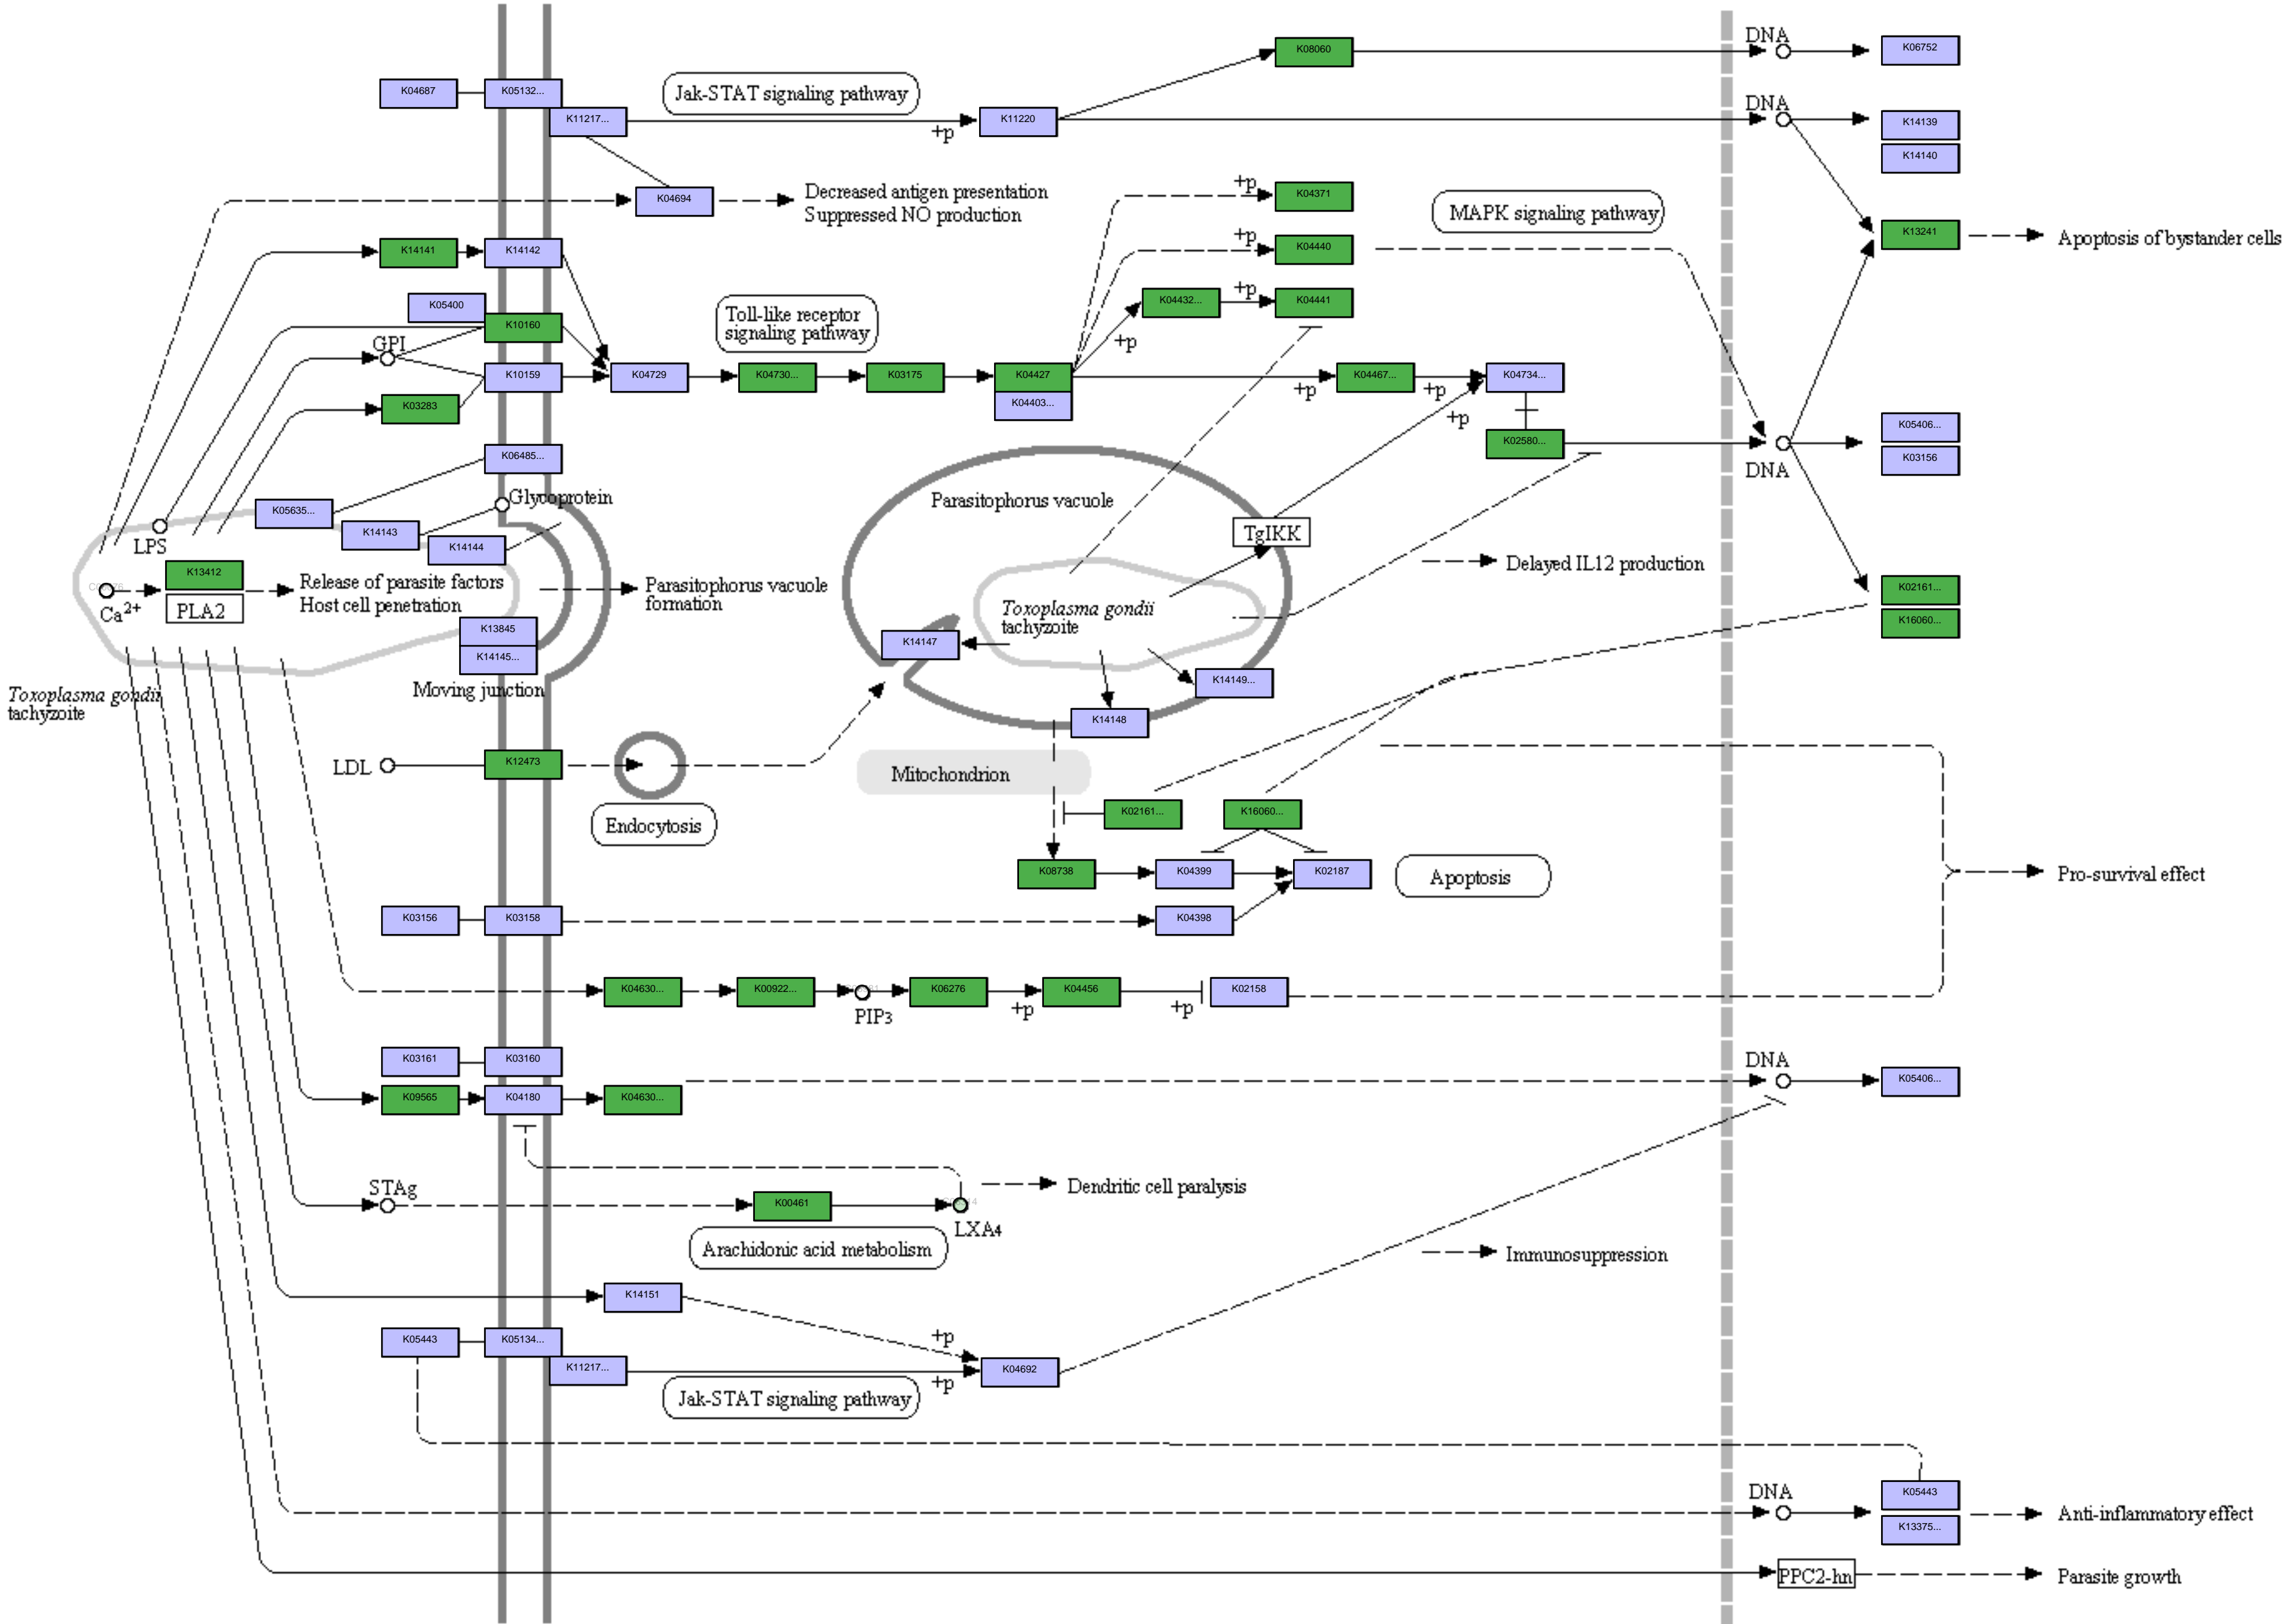 K08060
DNA
K06752
K04687
K05132...
Jak-STAT signaling pathway
K11217...
+p
K11220
DNA
K14139
K14140
K04694
Decreased antigen presentation
Suppressed NO production
+p
K04371
MAPK signaling pathway
K14141
K14142
+p
K04440
K13241
Apoptosis of bystander cells
K05400
K10160
GPI
Toll-like receptor
signaling pathway
K04432...
+p
K04441
+p
K10159
K04729
K04730...
K03175
K04427
K04403...
+p
K04467...
+p
K04734...
+p
K03283
K02580...
DNA
K05406...
K03156
K06485...
Glycoprotein
K05635...
K14143
K14144
LPS
Parasitophorus vacuole
TgIKK
Delayed IL12 production
K13412
PLA2
Ca2+
Release of parasite factors
Host cell penetration
Parasitophorus vacuole
formation
Toxoplasma gondii
tachyzoite
K02161...
K16060...
K13845
K14145...
Moving junction
K14147
K14149...
K14148
Toxoplasma gondii
tachyzoite
LDL
K12473
Mitochondrion
Endocytosis
K02161...
K16060...
K08738
K04399
K02187
Apoptosis
Pro-survival effect
K03156
K03158
K04398
K04630...
K00922...
PIP3
K06276
+p
K04456
+p
K02158
K03161
K03160
DNA
K05406...
K09565
K04180
K04630...
STAg
K00461
LXA4
Dendritic cell paralysis
Arachidonic acid metabolism
Immunosuppression
K14151
K05443
K05134...
K11217...
+p
+p
K04692
Jak-STAT signaling pathway
DNA
K05443
K13375...
Anti-inflammatory effect
PPC2-hn
Parasite growth